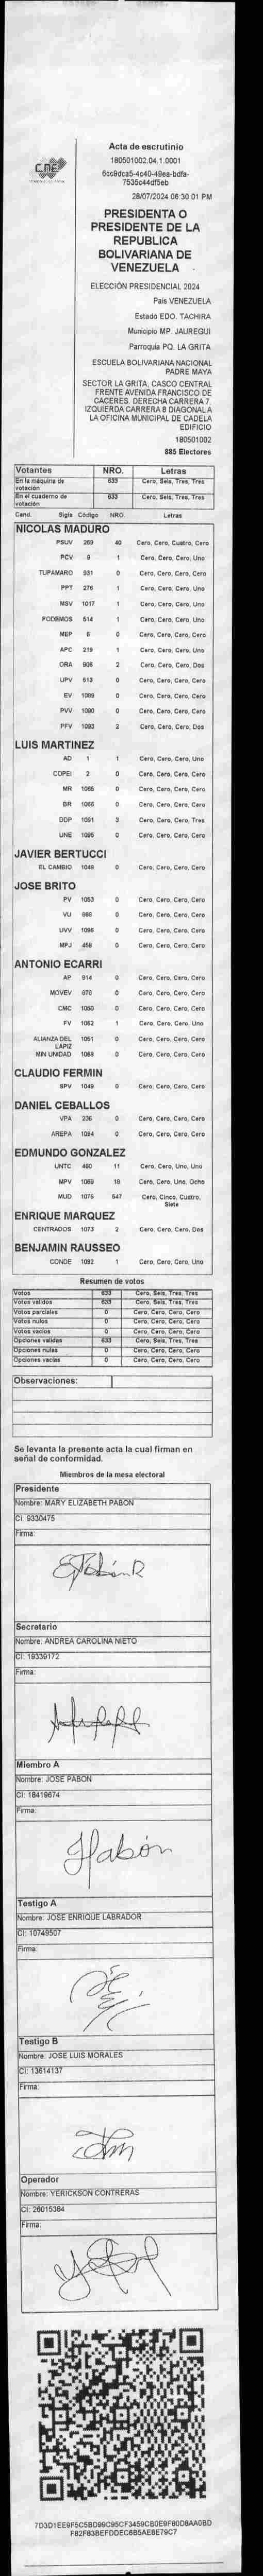 CNE
Acta de escrutinio
180501002.04.1.0001
7535c44df5eb
28/07/2024 06:30:01 PM
PRESIDENTA O
PRESIDENTE DE LA
REPUBLICA
BOLIVARIANA DE
VENEZUELA
ELECCIÓN PRESIDENCIAL 2024
Pais VENEZUELA
Estado EDO. TACHIRA
Municipio MP. JAUREGUI
Parroquia PQ. LA GRITA
ESCUELA BOLIVARIANA NACIONAL
PADRE MAYA
SECTOR LA GRITA, CASCO CENTRAL
FRENTE AVENIDA FRANCISCO DE
CACERES. DERECHA CARRERA 7.
IZQUIERDA CARRERA 8 DIAGONAL A
LA OFICINA MUNICIPAL DE CADELA
EDIFICIO
180501002
885 Electores
Votantes NRO. Letras
En la máquina de votación 633 Cero, Seis, Tres, Tres
En el cuaderno de votación 633 Cero, Seis, Tres, Tres
Cand. Sigla Código NRO. Letras
NICOLAS MADURO
PSUV 269 40 Cero, Cero, Cuatro, Cero
PCV 9 1 Cero, Cero, Cero, Uno
TUPAMARO 931 0 Cero, Cero, Cero, Cero
PPT 276 1 Cero, Cero, Cero, Uno
MSV 1017 1 Cero, Cero, Cero, Uno
PODEMOS 514 1 Cero, Cero, Cero, Uno
MEP 6 0 Cero, Cero, Cero, Cero
APC 219 1 Cero, Cero, Cero, Uno
ORA 908 2 Cero, Cero, Cero, Dos
UPV 613 0 Cero, Cero, Cero, Cero
EV 1089 0 Cero, Cero, Cero, Cero
PVV 1090 0 Cero, Cero, Cero, Cero
PFV 1093 2 Cero, Cero, Cero, Dos
LUIS MARTINEZ
AD 1 1 Cero, Cero, Cero, Uno
COPEI 2 0 Cero, Cero, Cero, Cero
MR 1065 0 Cero, Cero, Cero, Cero
BR 1066 0 Cero, Cero, Cero, Cero
DDP 1091 3 Cero, Cero, Cero, Tres
UNE 1095 0 Cero, Cero, Cero, Cero
JAVIER BERTUCCI
EL CAMBIO 1048 0 Cero, Cero, Cero, Cero
JOSE BRITO
PV 1053 0 Cero, Cero, Cero, Cero
VU 0 Cero, Cero, Cero, Cero
UVV 1096 0 Cero, Cero, Cero, Cero
MPJ 458 0 Cero, Cero, Cero, Cero
ANTONIO ECARRI
AP 914 0 Cero, Cero, Cero, Cero
MOVEV 979 0 Cero, Cero, Cero, Cero
CMC 1050 0 Cero, Cero, Cero, Cero
FV 1062 1 Cero, Cero, Cero, Uno
ALIANZA DEL LAPIZ 1051 0 Cero, Cero, Cero, Cero
MIN UNIDAD 1068 0 Cero, Cero, Cero, Cero
CLAUDIO FERMIN
SPV 1049 0 Cero, Cero, Cero, Cero
DANIEL CEBALLOS
VPA 236 0 Cero, Cero, Cero, Cero
AREPA 1094 0 Cero, Cero, Cero, Cero
EDMUNDO GONZALEZ
UNTC 460 11 Cero, Cero, Uno, Uno
MPV 1069 18 Cero, Cero, Uno, Ocho
MUD 1075 547 Cero, Cinco, Cuatro, Siete
ENRIQUE MARQUEZ
CENTRADOS 1073 2 Cero, Cero, Cero, Dos
BENJAMIN RAUSSEO
CONDE 1092 1 Cero, Cero, Cero, Uno
Resumen de votos
Votos 633 Cero, Seis, Tres, Tres
Votos validos 633 Cero, Seis, Tres, Tres
Votos parciales 0 Cero, Cero, Cero, Cero
Votos nulos 0 Cero, Cero, Cero, Cero
Votos vacios 0 Cero, Cero, Cero, Cero
Opciones validas 633 Cero, Seis, Tres, Tres
Opciones nulas 0 Cero, Cero, Cero, Cero
Opciones vacias 0 Cero, Cero, Cero, Cero
Observaciones:
Se levanta la presente acta la cual firman en
señal de conformidad.
Miembros de la mesa electoral
Presidente
Nombre: MARY ELIZABETH PABON
CI: 9330475
Firma:
Secretario
Nombre: ANDREA CAROLINA NIETO
CI: 19339172
Firma:
Miembro A
Nombre: JOSE PABON
CI: 18419674
Firma:
Testigo A
Nombre: JOSE ENRIQUE LABRADOR
CI: 10749507
Firma:
Testigo B
Nombre: JOSE LUIS MORALES
CI: 13614137
Firma:
Operador
Nombre: YERICKSON CONTRERAS
CI: 26015384
Firma: